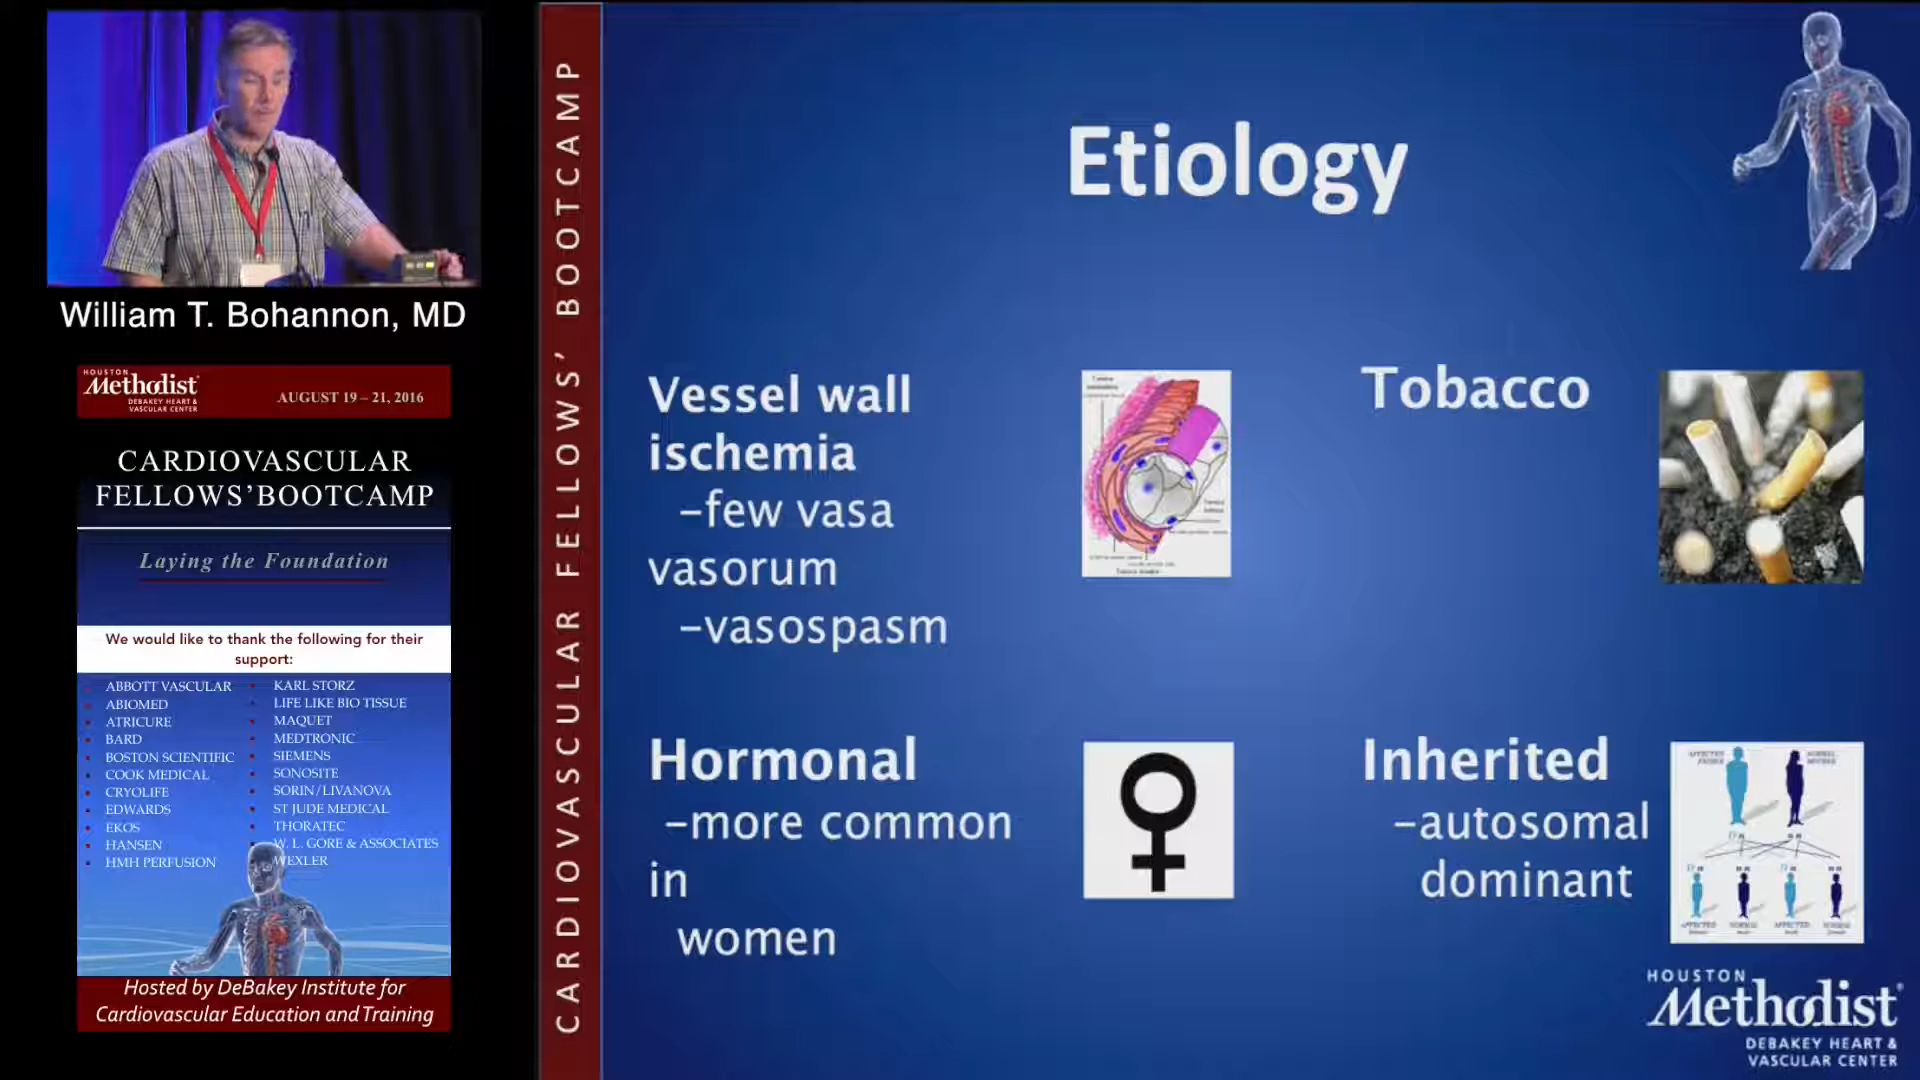 William T. Bohannon, MD
HOUSTON
Methodist
DEBAKEY HEART &
VASCULAR CENTER
AUGUST 19 – 21, 2016
CARDIOVASCULAR
FELLOWS'BOOTCAMP
Laying the Foundation
We would like to thank the following for their
support:
ABBOTT VASCULAR
ABIOMED
ATRICURE
BARD
BOSTON SCIENTIFIC
COOK MEDICAL
CRYOLIFE
EDWARDS
EKOS
HANSEN
HMH PERFUSION
KARL STORZ
LIFE LIKE BIO TISSUE
MAQUET
MEDTRONIC
SIEMENS
SONOSITE
SORIN/LIVANOVA
ST JUDE MEDICAL
THORATEC
W. L. GORE & ASSOCIATES
WEXLER
Hosted by DeBakey Institute for
Cardiovascular Education and Training
CARDIOVASCULAR FELLOWS' BOOTCAMP
Etiology
Vessel wall
ischemia
–few vasa
vasorum
–vasospasm
Tobacco
Hormonal
–more common
in
women
Inherited
–autosomal
dominant
HOUSTON
Methodist
DEBAKEY HEART &
VASCULAR CENTER